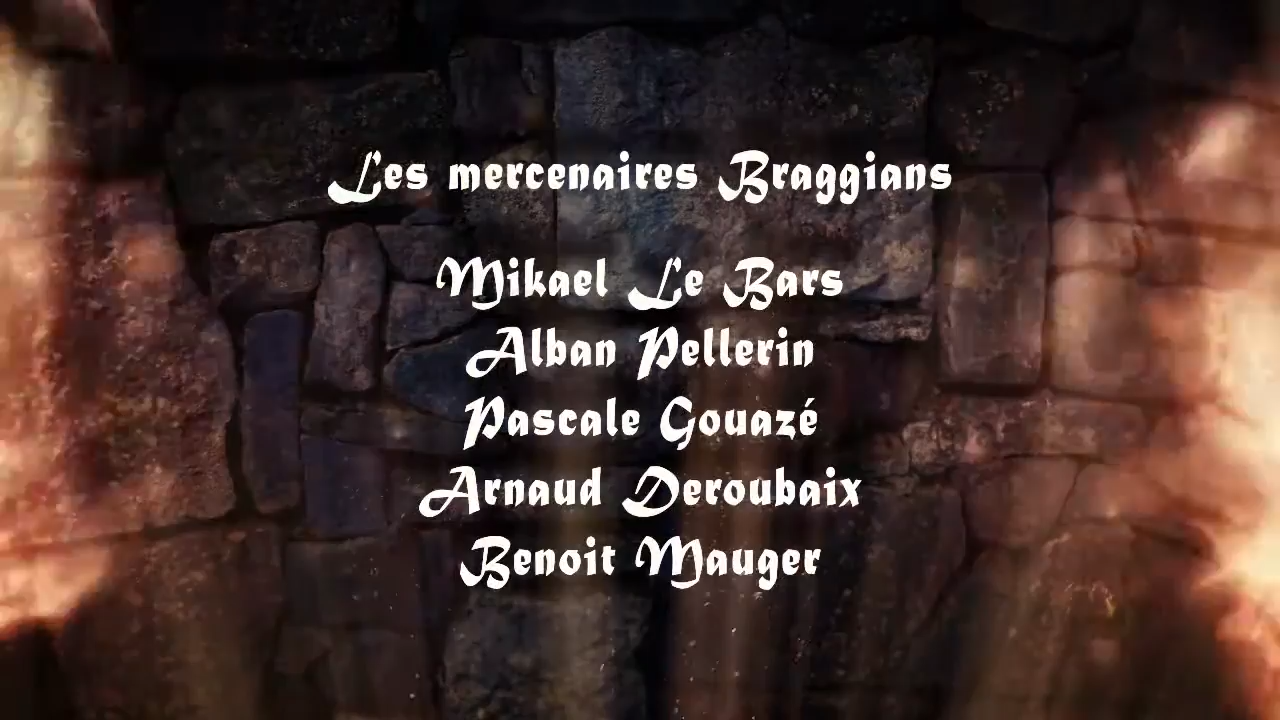 Les mercenaires Braggians
Mikael Le Bars
Alban Pellerin
Pascale Gouazé
Arnaud Deroubaix
Benoit Mauger